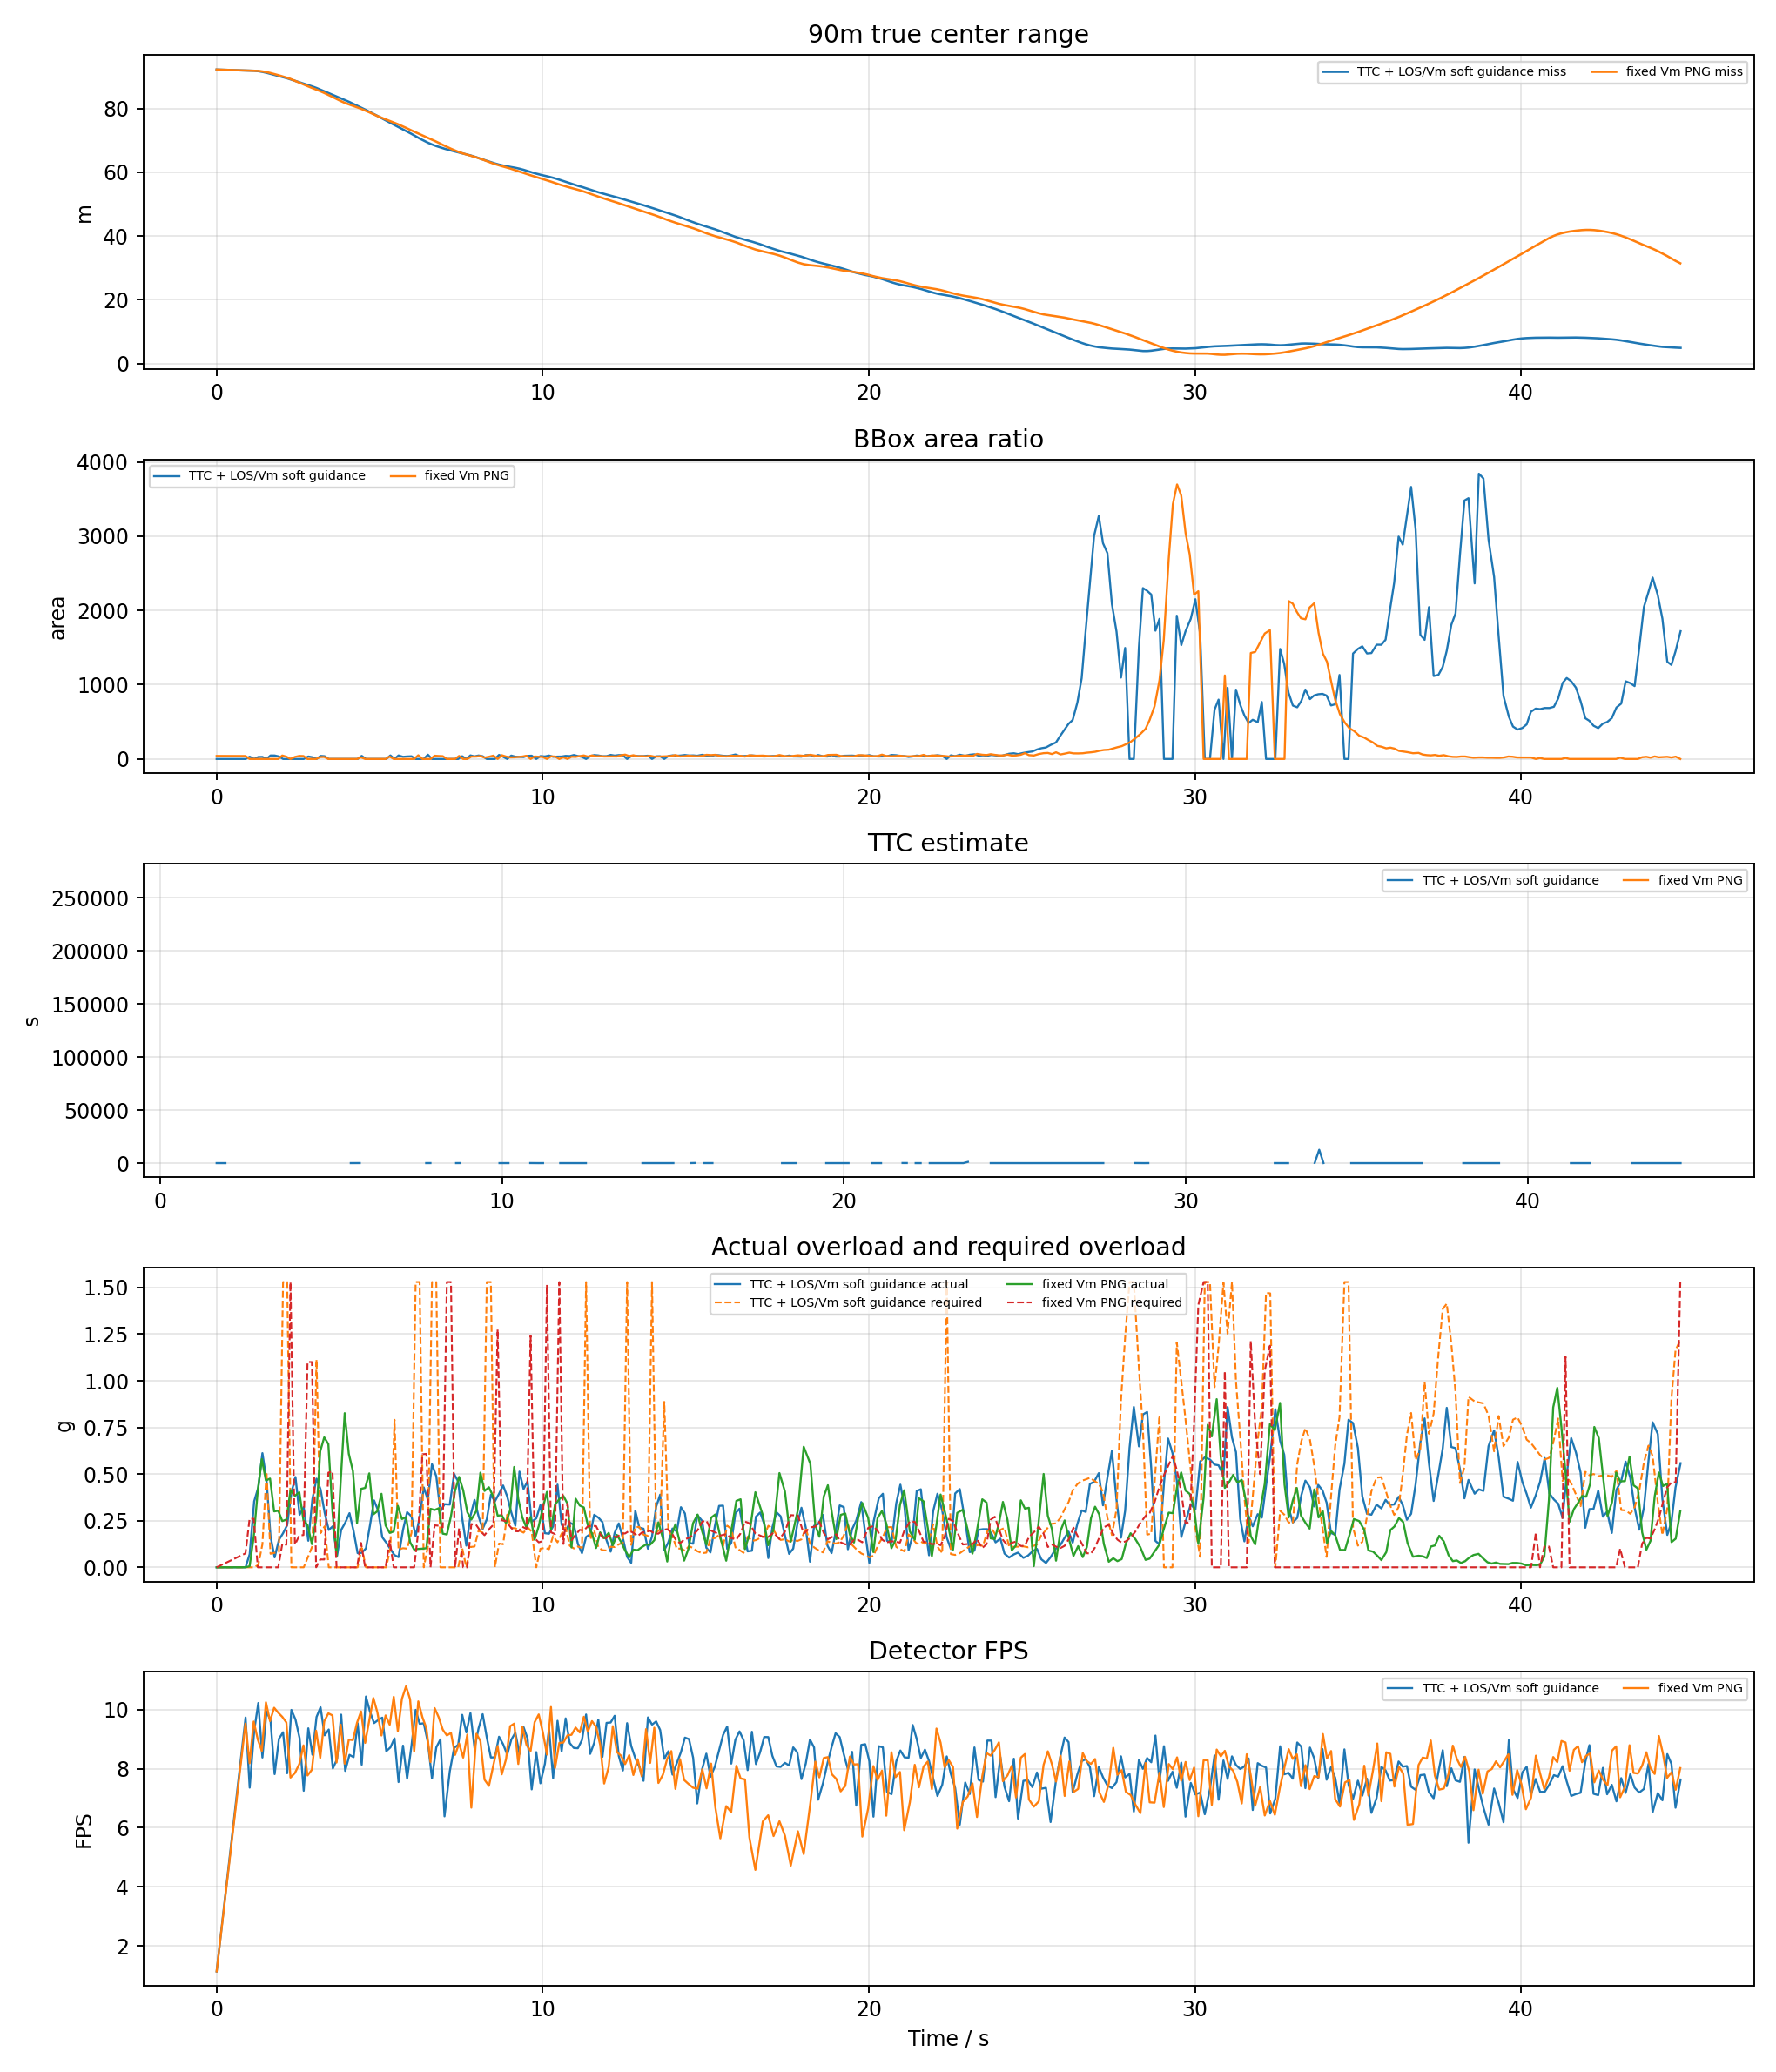 90m true center range
TTC + LOS/Vm soft guidance miss fixed Vm PNG miss
m
80
60
40
20
0
0 10 20 30 40
BBox area ratio
TTC + LOS/Vm soft guidance fixed Vm PNG
area
4000
3000
2000
1000
0
0 10 20 30 40
TTC estimate
TTC + LOS/Vm soft guidance fixed Vm PNG
s
250000
200000
150000
100000
50000
0
0 10 20 30 40
Actual overload and required overload
TTC + LOS/Vm soft guidance actual fixed Vm PNG actual
TTC + LOS/Vm soft guidance required fixed Vm PNG required
g
1.50
1.25
1.00
0.75
0.50
0.25
0.00
0 10 20 30 40
Detector FPS
TTC + LOS/Vm soft guidance fixed Vm PNG
FPS
10
8
6
4
2
0 10 20 30 40
Time / s